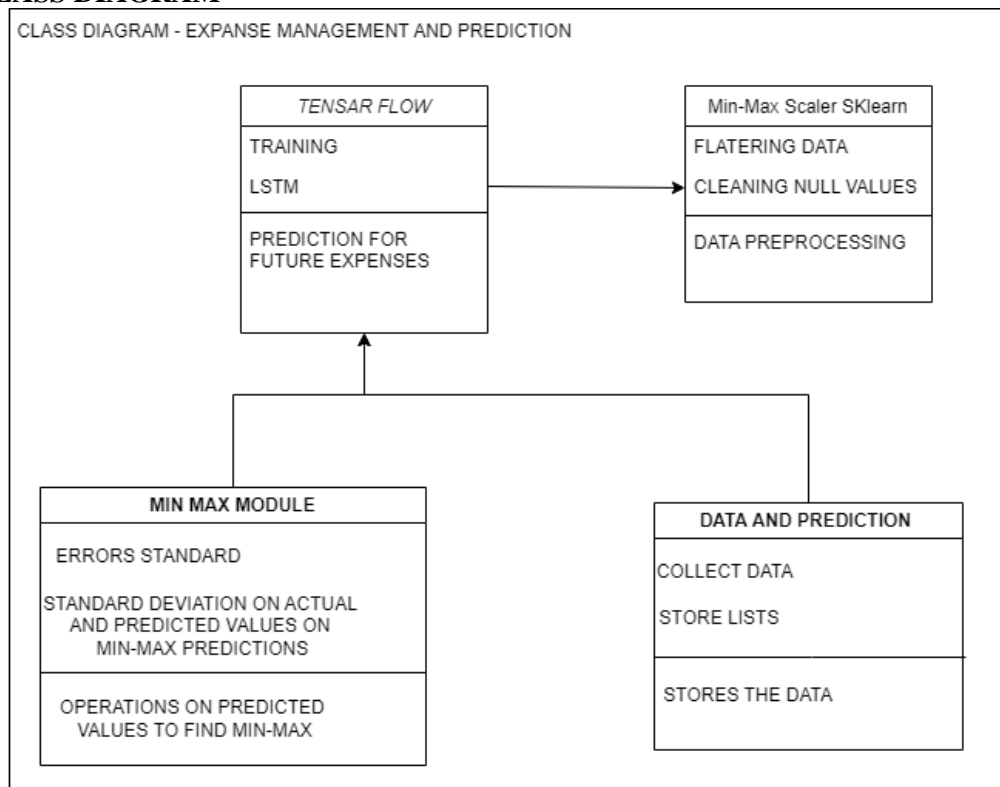 CLASS DIAGRAM
CLASS DIAGRAM - EXPANSE MANAGEMENT AND PREDICTION
TENSAR FLOW
TRAINING
LSTM
PREDICTION FOR
FUTURE EXPENSES
Min-Max Scaler SKlearn
FLATERING DATA
CLEANING NULL VALUES
DATA PREPROCESSING
MIN MAX MODULE
ERRORS STANDARD
STANDARD DEVIATION ON ACTUAL
AND PREDICTED VALUES ON
MIN-MAX PREDICTIONS
OPERATIONS ON PREDICTED
VALUES TO FIND MIN-MAX
DATA AND PREDICTION
COLLECT DATA
STORE LISTS
STORES THE DATA